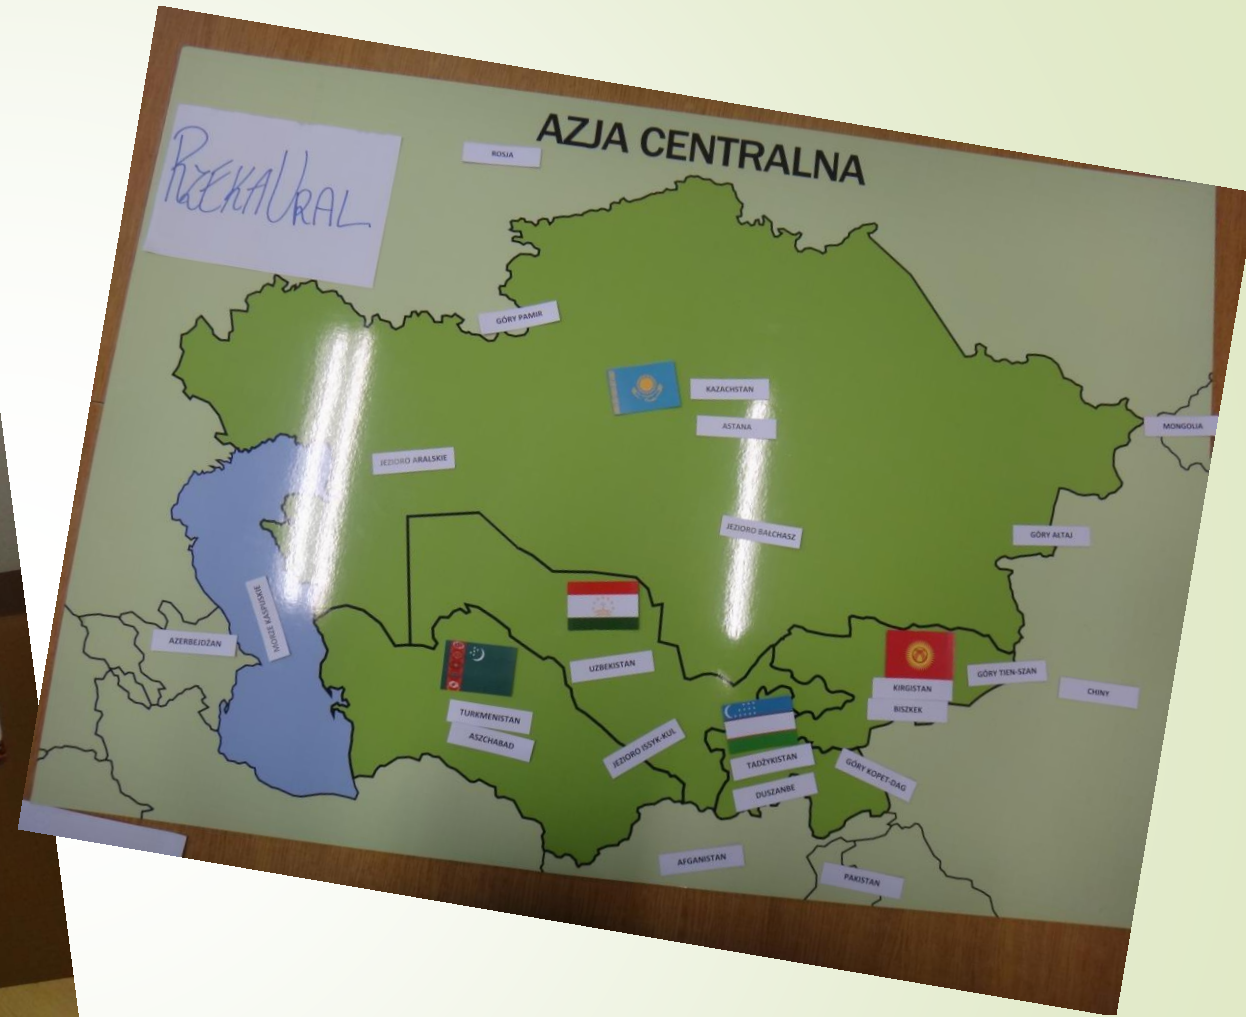 AZJA CENTRALNA
ROSJA
RZEKA URAL
GÓRY PAMIR
KAZACHSTAN
ASTANA
MONGOLIA
JEZIORO ARALSKIE
JEZIORO BAŁCHASZ
GÓRY AŁTAJ
MORZE KASPIJSKIE
AZERBEJDŻAN
UZBEKISTAN
GÓRY TIEN-SZAN
KIRGISTAN
BISZKEK
CHINY
TURKMENISTAN
ASZCHABAD
JEZIORO ISSYK-KUL
TADŻYKISTAN
DUSZANBE
GÓRY KOPET-DAG
AFGANISTAN
PAKISTAN